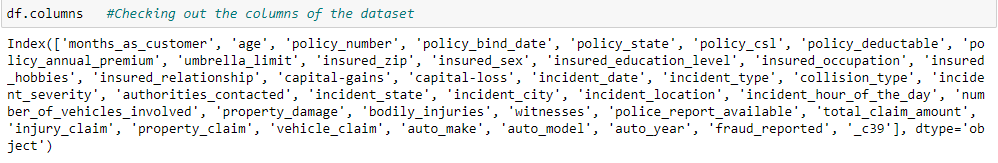 df.columns   #Checking out the columns of the dataset
Index(['months_as_customer', 'age', 'policy_number', 'policy_bind_date', 'policy_state', 'policy_csl', 'policy_deductable', 'po
licy_annual_premium', 'umbrella_limit', 'insured_zip', 'insured_sex', 'insured_education_level', 'insured_occupation', 'insured
_hobbies', 'insured_relationship', 'capital-gains', 'capital-loss', 'incident_date', 'incident_type', 'collision_type', 'incide
nt_severity', 'authorities_contacted', 'incident_state', 'incident_city', 'incident_location', 'incident_hour_of_the_day', 'num
ber_of_vehicles_involved', 'property_damage', 'bodily_injuries', 'witnesses', 'police_report_available', 'total_claim_amount',
'injury_claim', 'property_claim', 'vehicle_claim', 'auto_make', 'auto_model', 'auto_year', 'fraud_reported', '_c39'], dtype='ob
ject')